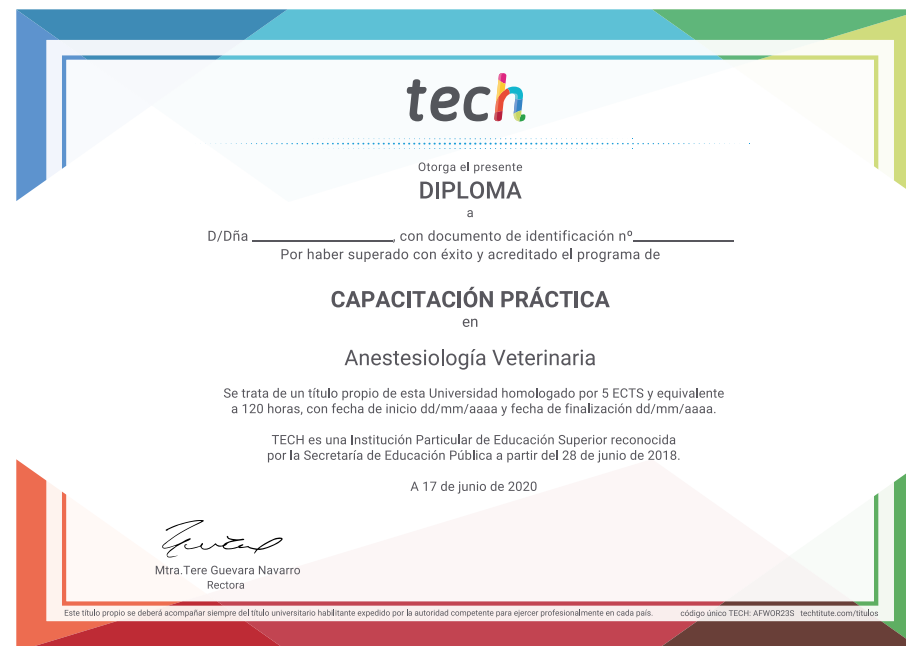 tech
Otorga el presente
DIPLOMA
a
D/Dña ____________________, con documento de identificación nº______________
Por haber superado con éxito y acreditado el programa de
CAPACITACIÓN PRÁCTICA
en
Anestesiología Veterinaria
Se trata de un título propio de esta Universidad homologado por 5 ECTS y equivalente
a 120 horas, con fecha de inicio dd/mm/aaaa y fecha de finalización dd/mm/aaaa.
TECH es una Institución Particular de Educación Superior reconocida
por la Secretaría de Educación Pública a partir del 28 de junio de 2018.
A 17 de junio de 2020
Mtra.Tere Guevara Navarro
Rectora
Este título propio se deberá acompañar siempre del título universitario habilitante expedido por la autoridad competente para ejercer profesionalmente en cada país. código único TECH: AFWOR23S techtitute.com/titulos